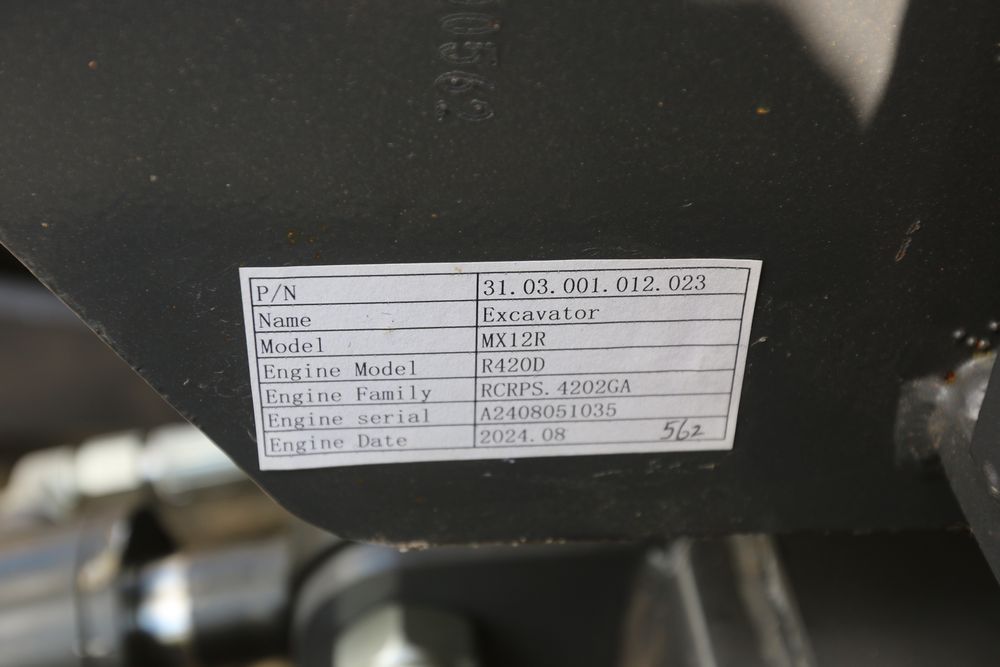 00562
P/N 31.03.001.012.023
Name Excavator
Model MX12R
Engine Model R420D
Engine Family RCRPS.4202GA
Engine serial A2408051035
Engine Date 2024.08 562